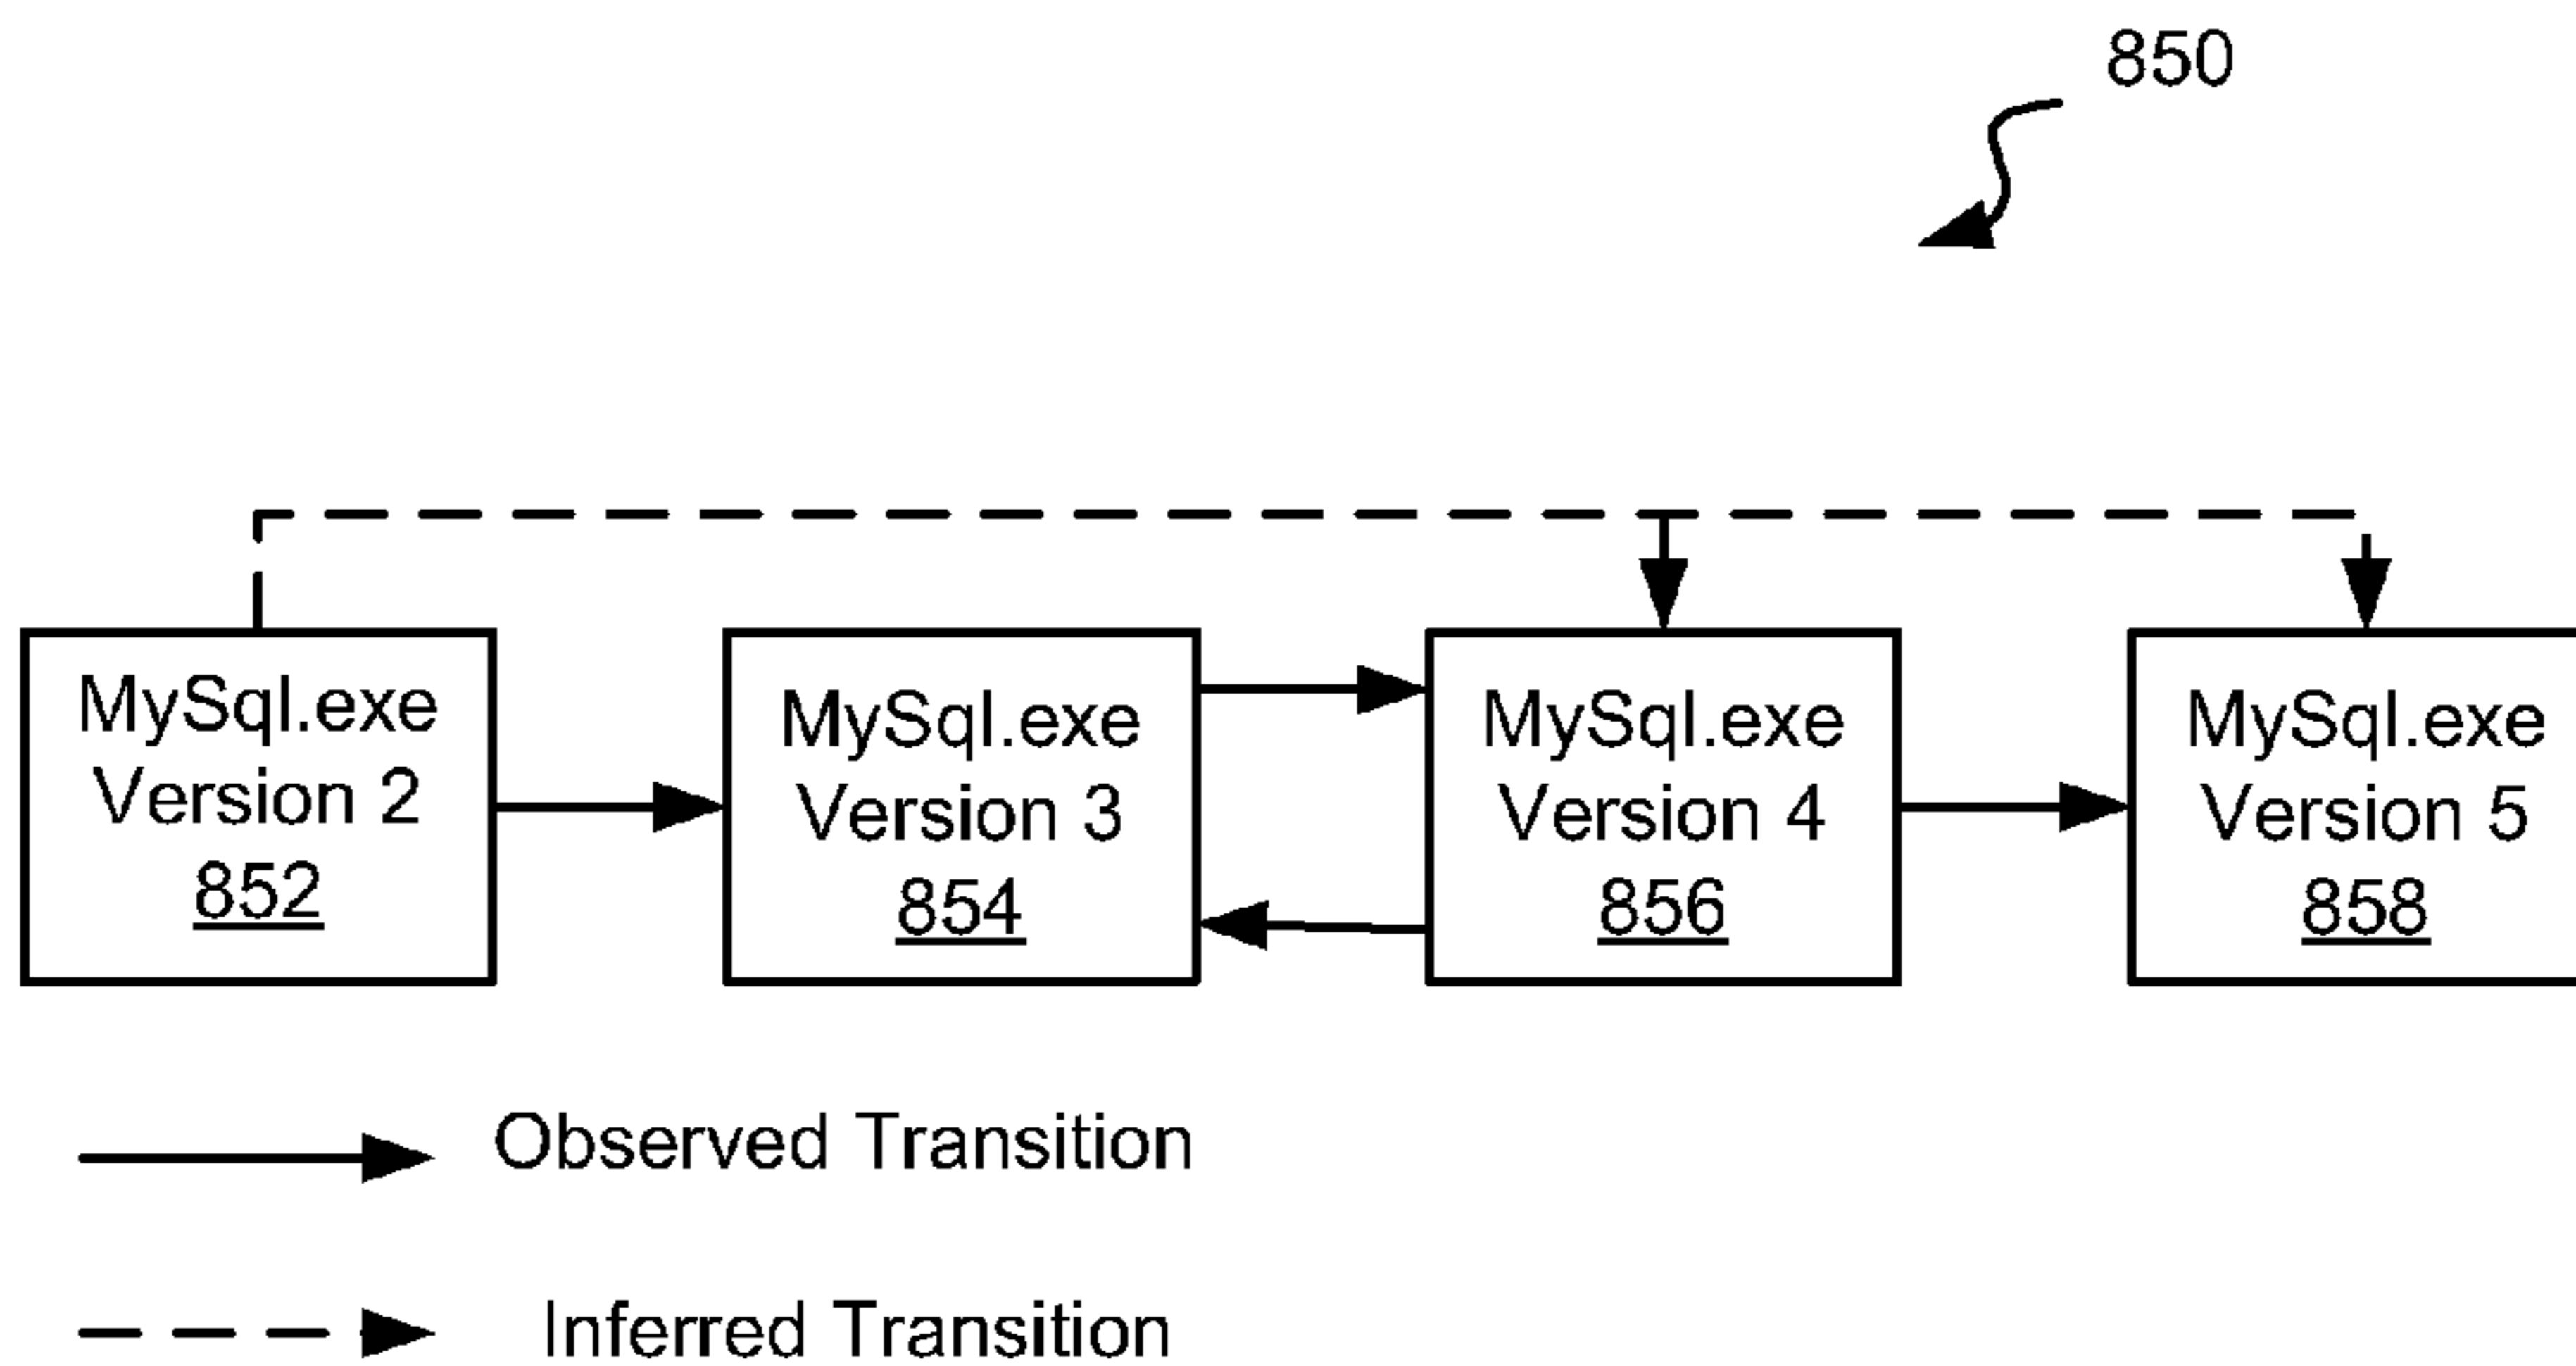 850
MySql.exe
Version 2
852
MySql.exe
Version 3
854
MySql.exe
Version 4
856
MySql.exe
Version 5
858
Observed Transition
Inferred Transition